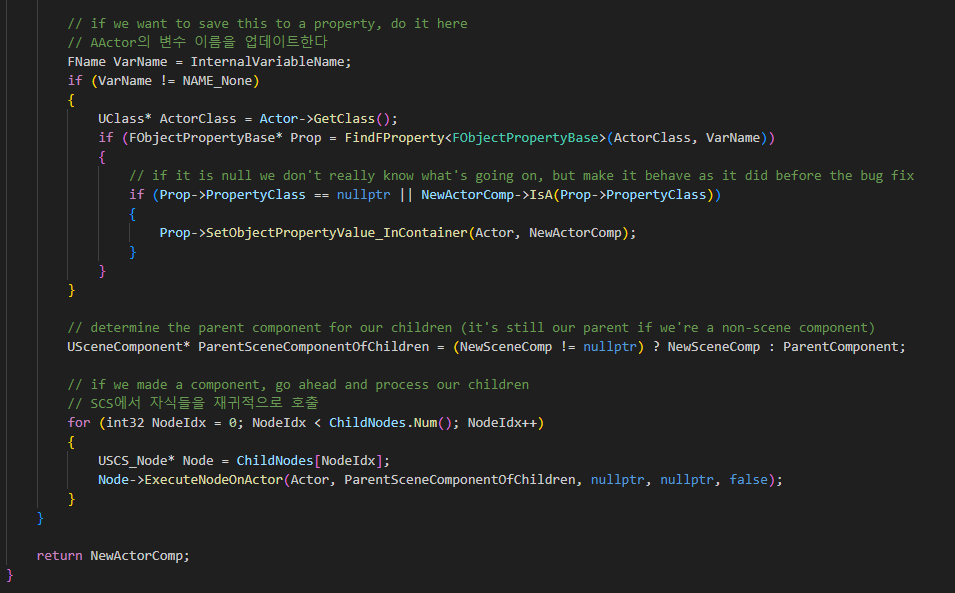 // if we want to save this to a property, do it here
// AActor의 변수 이름을 업데이트한다
FName VarName = InternalVariableName;
if (VarName != NAME_None)
{
UClass* ActorClass = Actor->GetClass();
if (FObjectPropertyBase* Prop = FindFProperty<FObjectPropertyBase>(ActorClass, VarName))
{
// if it is null we don't really know what's going on, but make it behave as it did before the bug fix
if (Prop->PropertyClass == nullptr || NewActorComp->IsA(Prop->PropertyClass))
{
Prop->SetObjectPropertyValue_InContainer(Actor, NewActorComp);
}
}
}
// determine the parent component for our children (it's still our parent if we're a non-scene component)
USceneComponent* ParentSceneComponentOfChildren = (NewSceneComp != nullptr) ? NewSceneComp : ParentComponent;
// if we made a component, go ahead and process our children
// SCS에서 자식들을 재귀적으로 호출
for (int32 NodeIdx = 0; NodeIdx < ChildNodes.Num(); NodeIdx++)
{
USCS_Node* Node = ChildNodes[NodeIdx];
Node->ExecuteNodeOnActor(Actor, ParentSceneComponentOfChildren, nullptr, nullptr, false);
}
}
return NewActorComp;
}